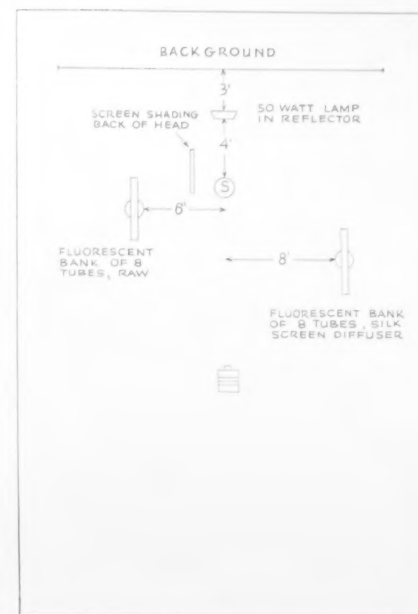 BACKGROUND
3'
SCREEN SHADING
BACK OF HEAD
50 WATT LAMP
IN REFLECTOR
4'
S
6'
FLUORESCENT
BANK OF 8
TUBES, RAW
8'
FLUORESCENT BANK
OF 8 TUBES, SILK
SCREEN DIFFUSER